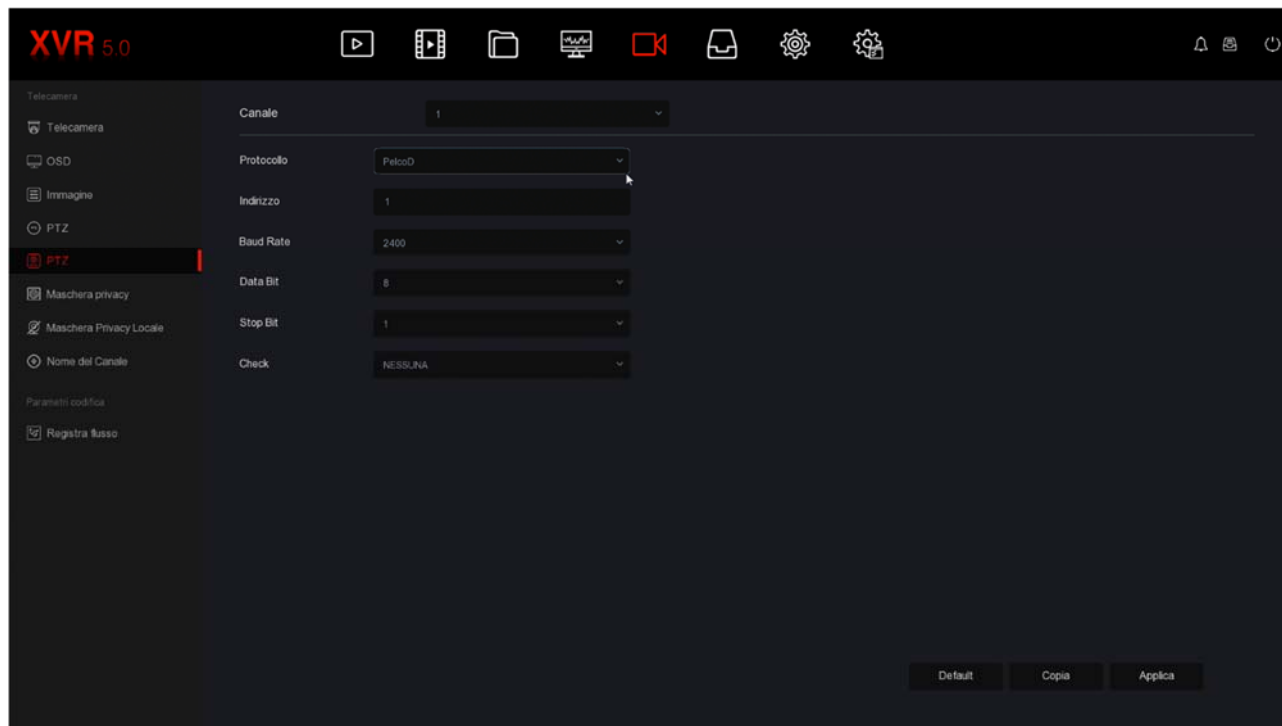 XVR 5.0
Telecamera
Telecamera
OSD
Immagine
PTZ
PTZ
Maschera privacy
Maschera Privacy Locale
Nome del Canale
Parametri codifica
Registra flusso
Canale 1
Protocollo PelcoD
Indirizzo 1
Baud Rate 2400
Data Bit 8
Stop Bit 1
Check NESSUNA
Default Copia Applica